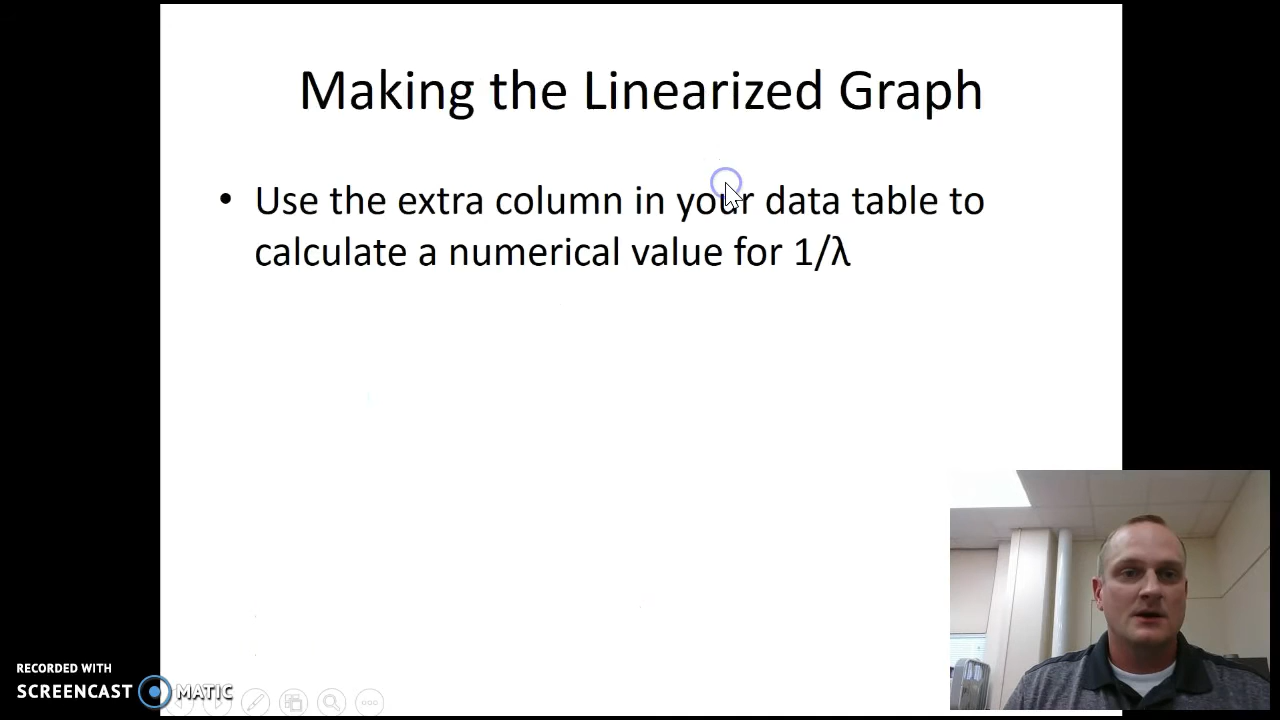 Making the Linearized Graph
• Use the extra column in your data table to
calculate a numerical value for 1/λ
RECORDED WITH
SCREENCAST MATIC